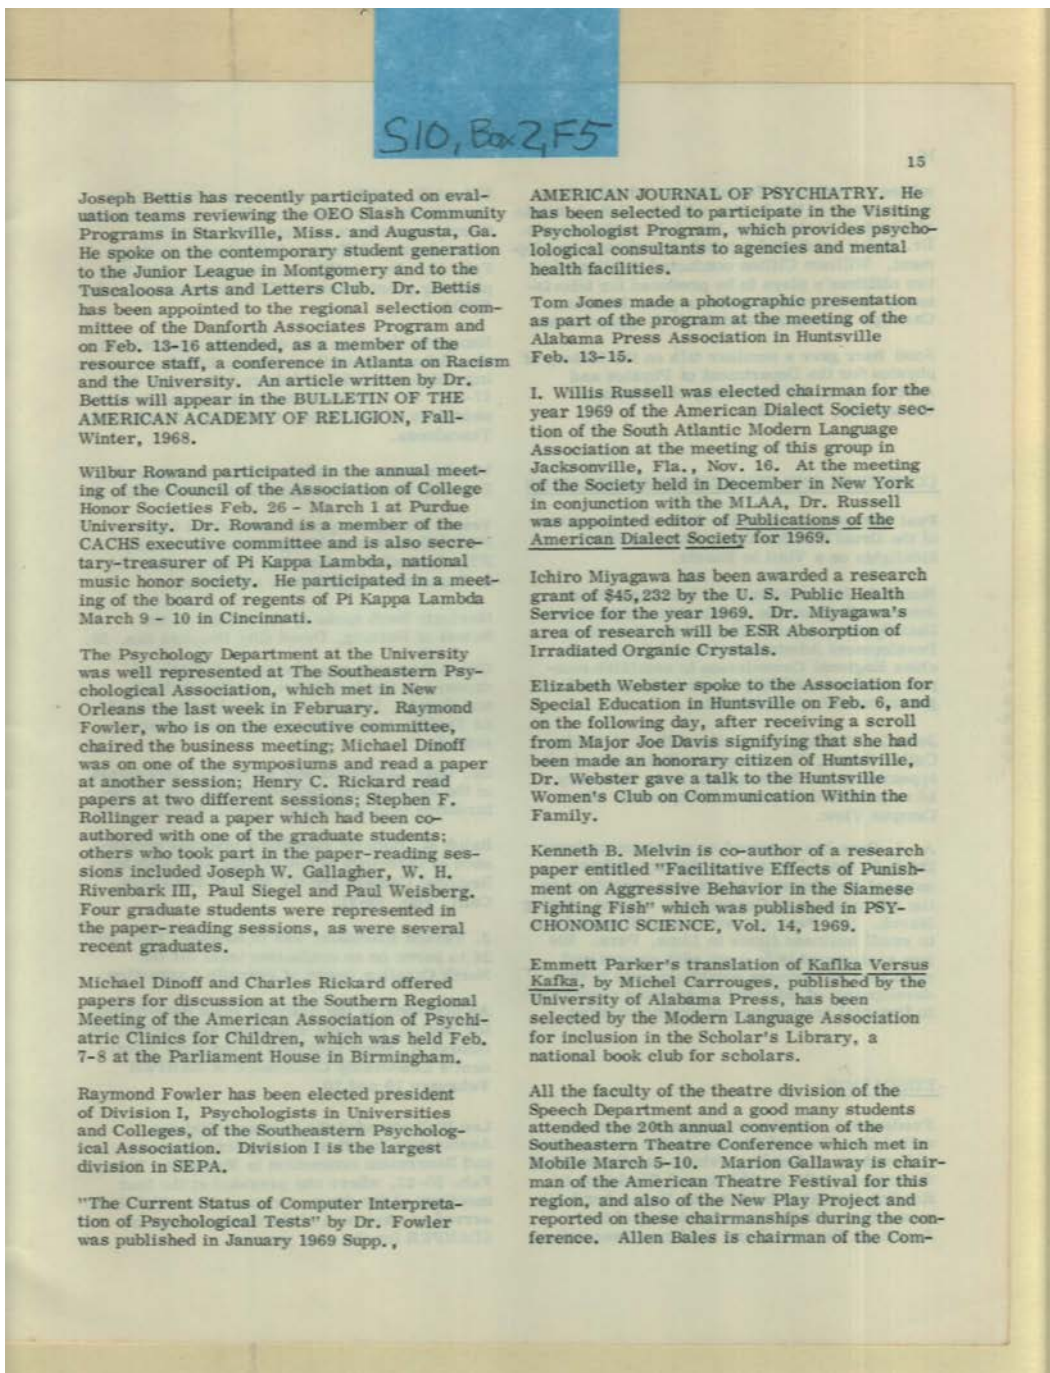 S10, Box 2, F5
15
Joseph Bettis has recently participated on eval-
uation teams reviewing the OEO Slash Community
Programs in Starkville, Miss. and Augusta, Ga.
He spoke on the contemporary student generation
to the Junior League in Montgomery and to the
Tuscaloosa Arts and Letters Club. Dr. Bettis
has been appointed to the regional selection com-
mittee of the Danforth Associates Program and
on Feb. 13-16 attended, as a member of the
resource staff, a conference in Atlanta on Racism
and the University. An article written by Dr.
Bettis will appear in the BULLETIN OF THE
AMERICAN ACADEMY OF RELIGION, Fall-
Winter, 1968.
Wilbur Rowand participated in the annual meet-
ing of the Council of the Association of College
Honor Societies Feb. 26 - March 1 at Purdue
University. Dr. Rowand is a member of the
CACHS executive committee and is also secre-
tary-treasurer of Pi Kappa Lambda, national
music honor society. He participated in a meet-
ing of the board of regents of Pi Kappa Lambda
March 9 - 10 in Cincinnati.
The Psychology Department at the University
was well represented at The Southeastern Psy-
chological Association, which met in New
Orleans the last week in February. Raymond
Fowler, who is on the executive committee,
chaired the business meeting; Michael Dinoff
was on one of the symposiums and read a paper
at another session; Henry C. Rickard read
papers at two different sessions; Stephen F.
Rollinger read a paper which had been co-
authored with one of the graduate students;
others who took part in the paper-reading ses-
sions included Joseph W. Gallagher, W. H.
Rivenbark III, Paul Siegel and Paul Weisberg.
Four graduate students were represented in
the paper-reading sessions, as were several
recent graduates.
Michael Dinoff and Charles Rickard offered
papers for discussion at the Southern Regional
Meeting of the American Association of Psychi-
atric Clinics for Children, which was held Feb.
7-8 at the Parliament House in Birmingham.
Raymond Fowler has been elected president
of Division I, Psychologists in Universities
and Colleges, of the Southeastern Psycholog-
ical Association. Division I is the largest
division in SEPA.
"The Current Status of Computer Interpreta-
tion of Psychological Tests" by Dr. Fowler
was published in January 1969 Supp.,
AMERICAN JOURNAL OF PSYCHIATRY. He
has been selected to participate in the Visiting
Psychologist Program, which provides psycho-
lological consultants to agencies and mental
health facilities.
Tom Jones made a photographic presentation
as part of the program at the meeting of the
Alabama Press Association in Huntsville
Feb. 13-15.
I. Willis Russell was elected chairman for the
year 1969 of the American Dialect Society sec-
tion of the South Atlantic Modern Language
Association at the meeting of this group in
Jacksonville, Fla., Nov. 16. At the meeting
of the Society held in December in New York
in conjunction with the MLAA, Dr. Russell
was appointed editor of Publications of the
American Dialect Society for 1969.
Ichiro Miyagawa has been awarded a research
grant of $45,232 by the U. S. Public Health
Service for the year 1969. Dr. Miyagawa's
area of research will be ESR Absorption of
Irradiated Organic Crystals.
Elizabeth Webster spoke to the Association for
Special Education in Huntsville on Feb. 6, and
on the following day, after receiving a scroll
from Major Joe Davis signifying that she had
been made an honorary citizen of Huntsville,
Dr. Webster gave a talk to the Huntsville
Women's Club on Communication Within the
Family.
Kenneth B. Melvin is co-author of a research
paper entitled "Facilitative Effects of Punish-
ment on Aggressive Behavior in the Siamese
Fighting Fish" which was published in PSY-
CHONOMIC SCIENCE, Vol. 14, 1969.
Emmett Parker's translation of Kaflka Versus
Kafka, by Michel Carrouges, published by the
University of Alabama Press, has been
selected by the Modern Language Association
for inclusion in the Scholar's Library, a
national book club for scholars.
All the faculty of the theatre division of the
Speech Department and a good many students
attended the 20th annual convention of the
Southeastern Theatre Conference which met in
Mobile March 5-10. Marion Gallaway is chair-
man of the American Theatre Festival for this
region, and also of the New Play Project and
reported on these chairmanships during the con-
ference. Allen Bales is chairman of the Com-